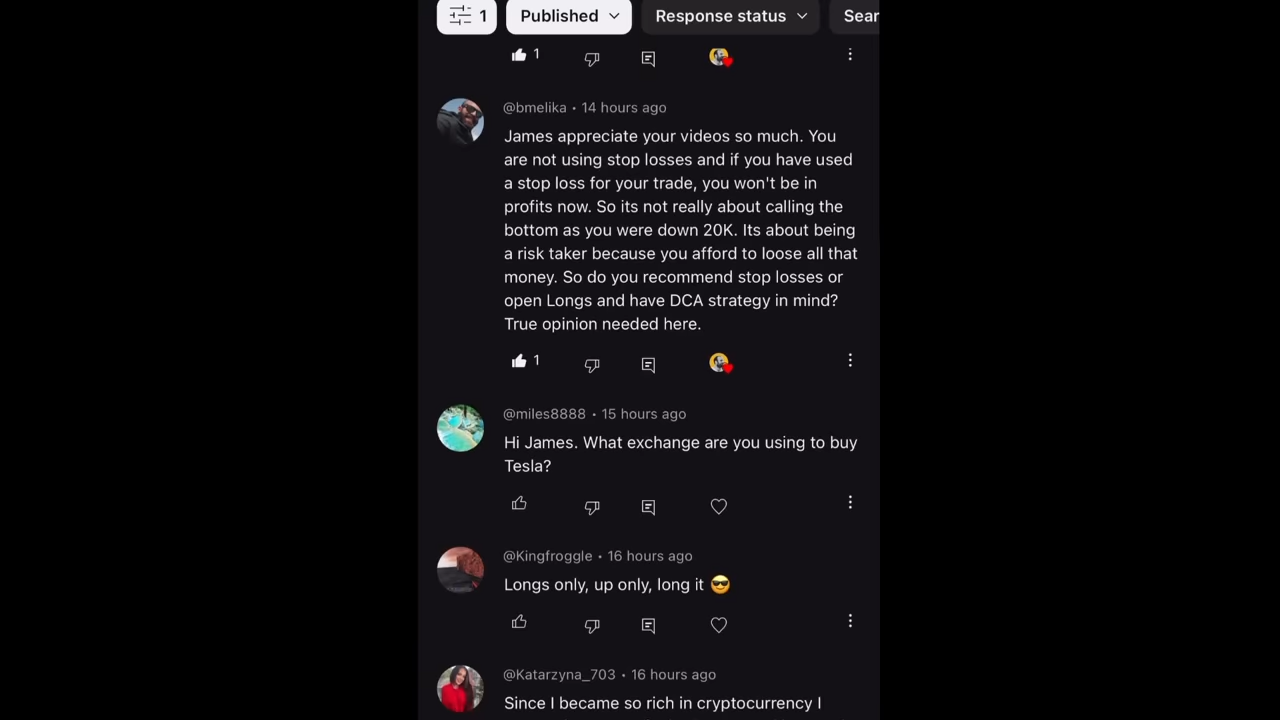 1 Published Response status Sear
1
@bmelika • 14 hours ago
James appreciate your videos so much. You
are not using stop losses and if you have used
a stop loss for your trade, you won't be in
profits now. So its not really about calling the
bottom as you were down 20K. Its about being
a risk taker because you afford to loose all that
money. So do you recommend stop losses or
open Longs and have DCA strategy in mind?
True opinion needed here.
1
@miles8888 • 15 hours ago
Hi James. What exchange are you using to buy
Tesla?
@Kingfroggle • 16 hours ago
Longs only, up only, long it 😎
@Katarzyna_703 • 16 hours ago
Since I became so rich in cryptocurrency I